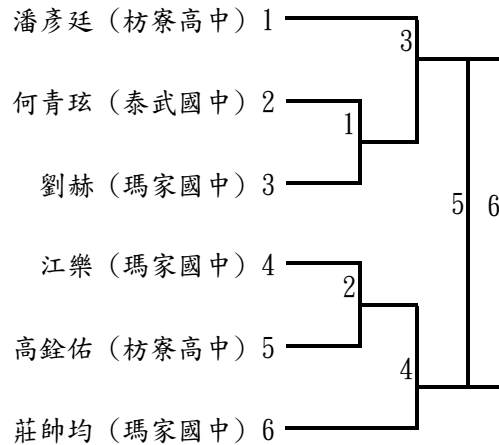 潘彥廷（枋寮高中）1
3
何青玹（泰武國中）2
1
劉赫（瑪家國中）3
5 6
江樂（瑪家國中）4
2
高銓佑（枋寮高中）5
4
莊帥均（瑪家國中）6